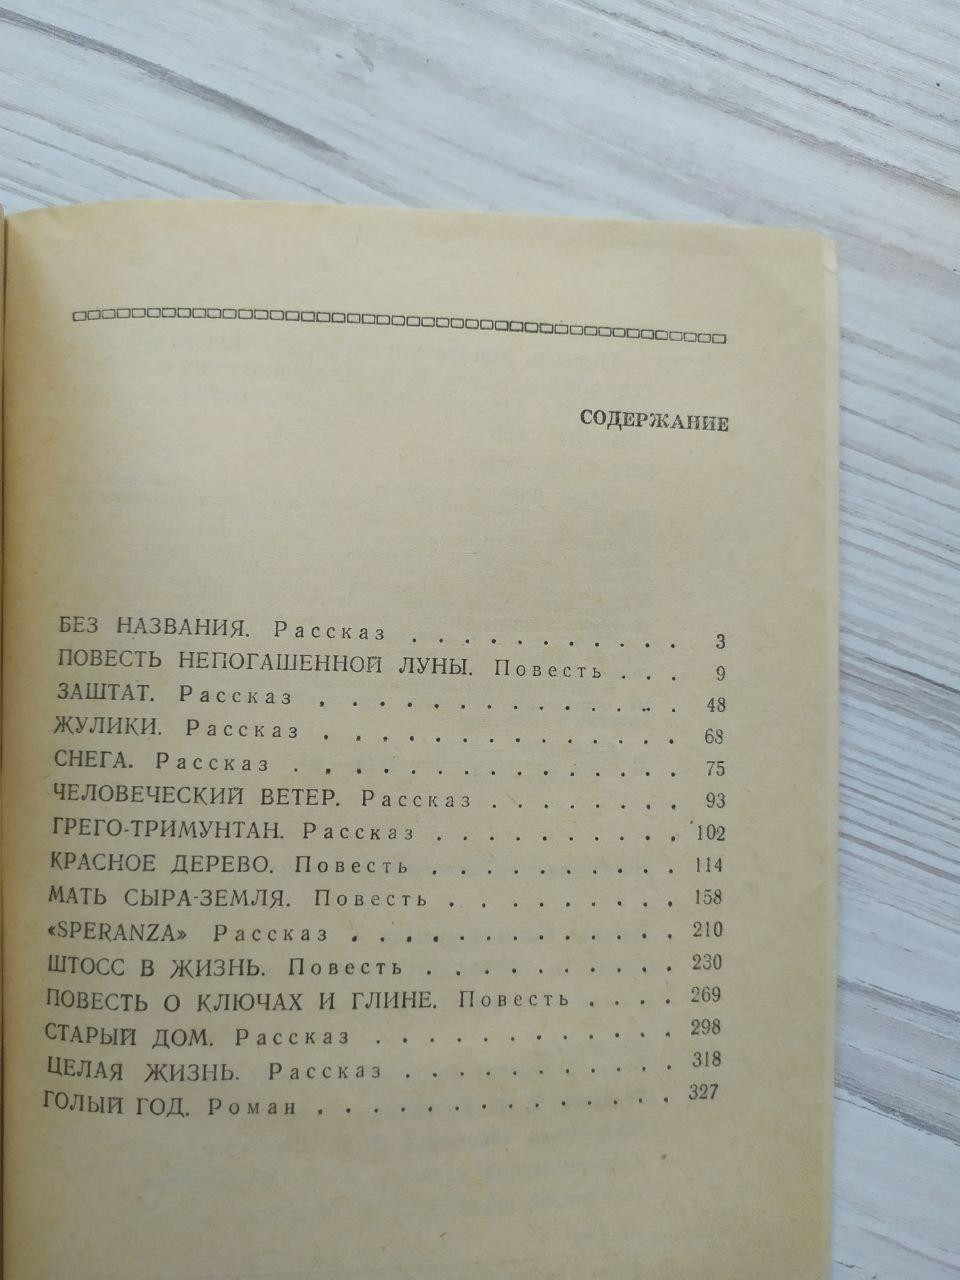 СОДЕРЖАНИЕ
БЕЗ НАЗВАНИЯ. Рассказ . . . . . . . . . . . 3
ПОВЕСТЬ НЕПОГАШЕННОЙ ЛУНЫ. Повесть . . . 9
ЗАШТАТ. Рассказ . . . . . . . . . . . . . . 48
ЖУЛИКИ. Рассказ . . . . . . . . . . . . . 68
СНЕГА. Рассказ . . . . . . . . . . . . . . 75
ЧЕЛОВЕЧЕСКИЙ ВЕТЕР. Рассказ . . . . . . . . 93
ГРЕГО-ТРИМУНТАН. Рассказ . . . . . . . . . . 102
КРАСНОЕ ДЕРЕВО. Повесть . . . . . . . . . . 114
МАТЬ СЫРА-ЗЕМЛЯ. Повесть . . . . . . . . . 158
«SPERANZA» Рассказ . . . . . . . . . . . . 210
ШТОСС В ЖИЗНЬ. Повесть . . . . . . . . . . 230
ПОВЕСТЬ О КЛЮЧАХ И ГЛИНЕ. Повесть . . . . 269
СТАРЫЙ ДОМ. Рассказ . . . . . . . . . . . . 298
ЦЕЛАЯ ЖИЗНЬ. Рассказ . . . . . . . . . . . 318
ГОЛЫЙ ГОД. Роман . . . . . . . . . . . . . . 327